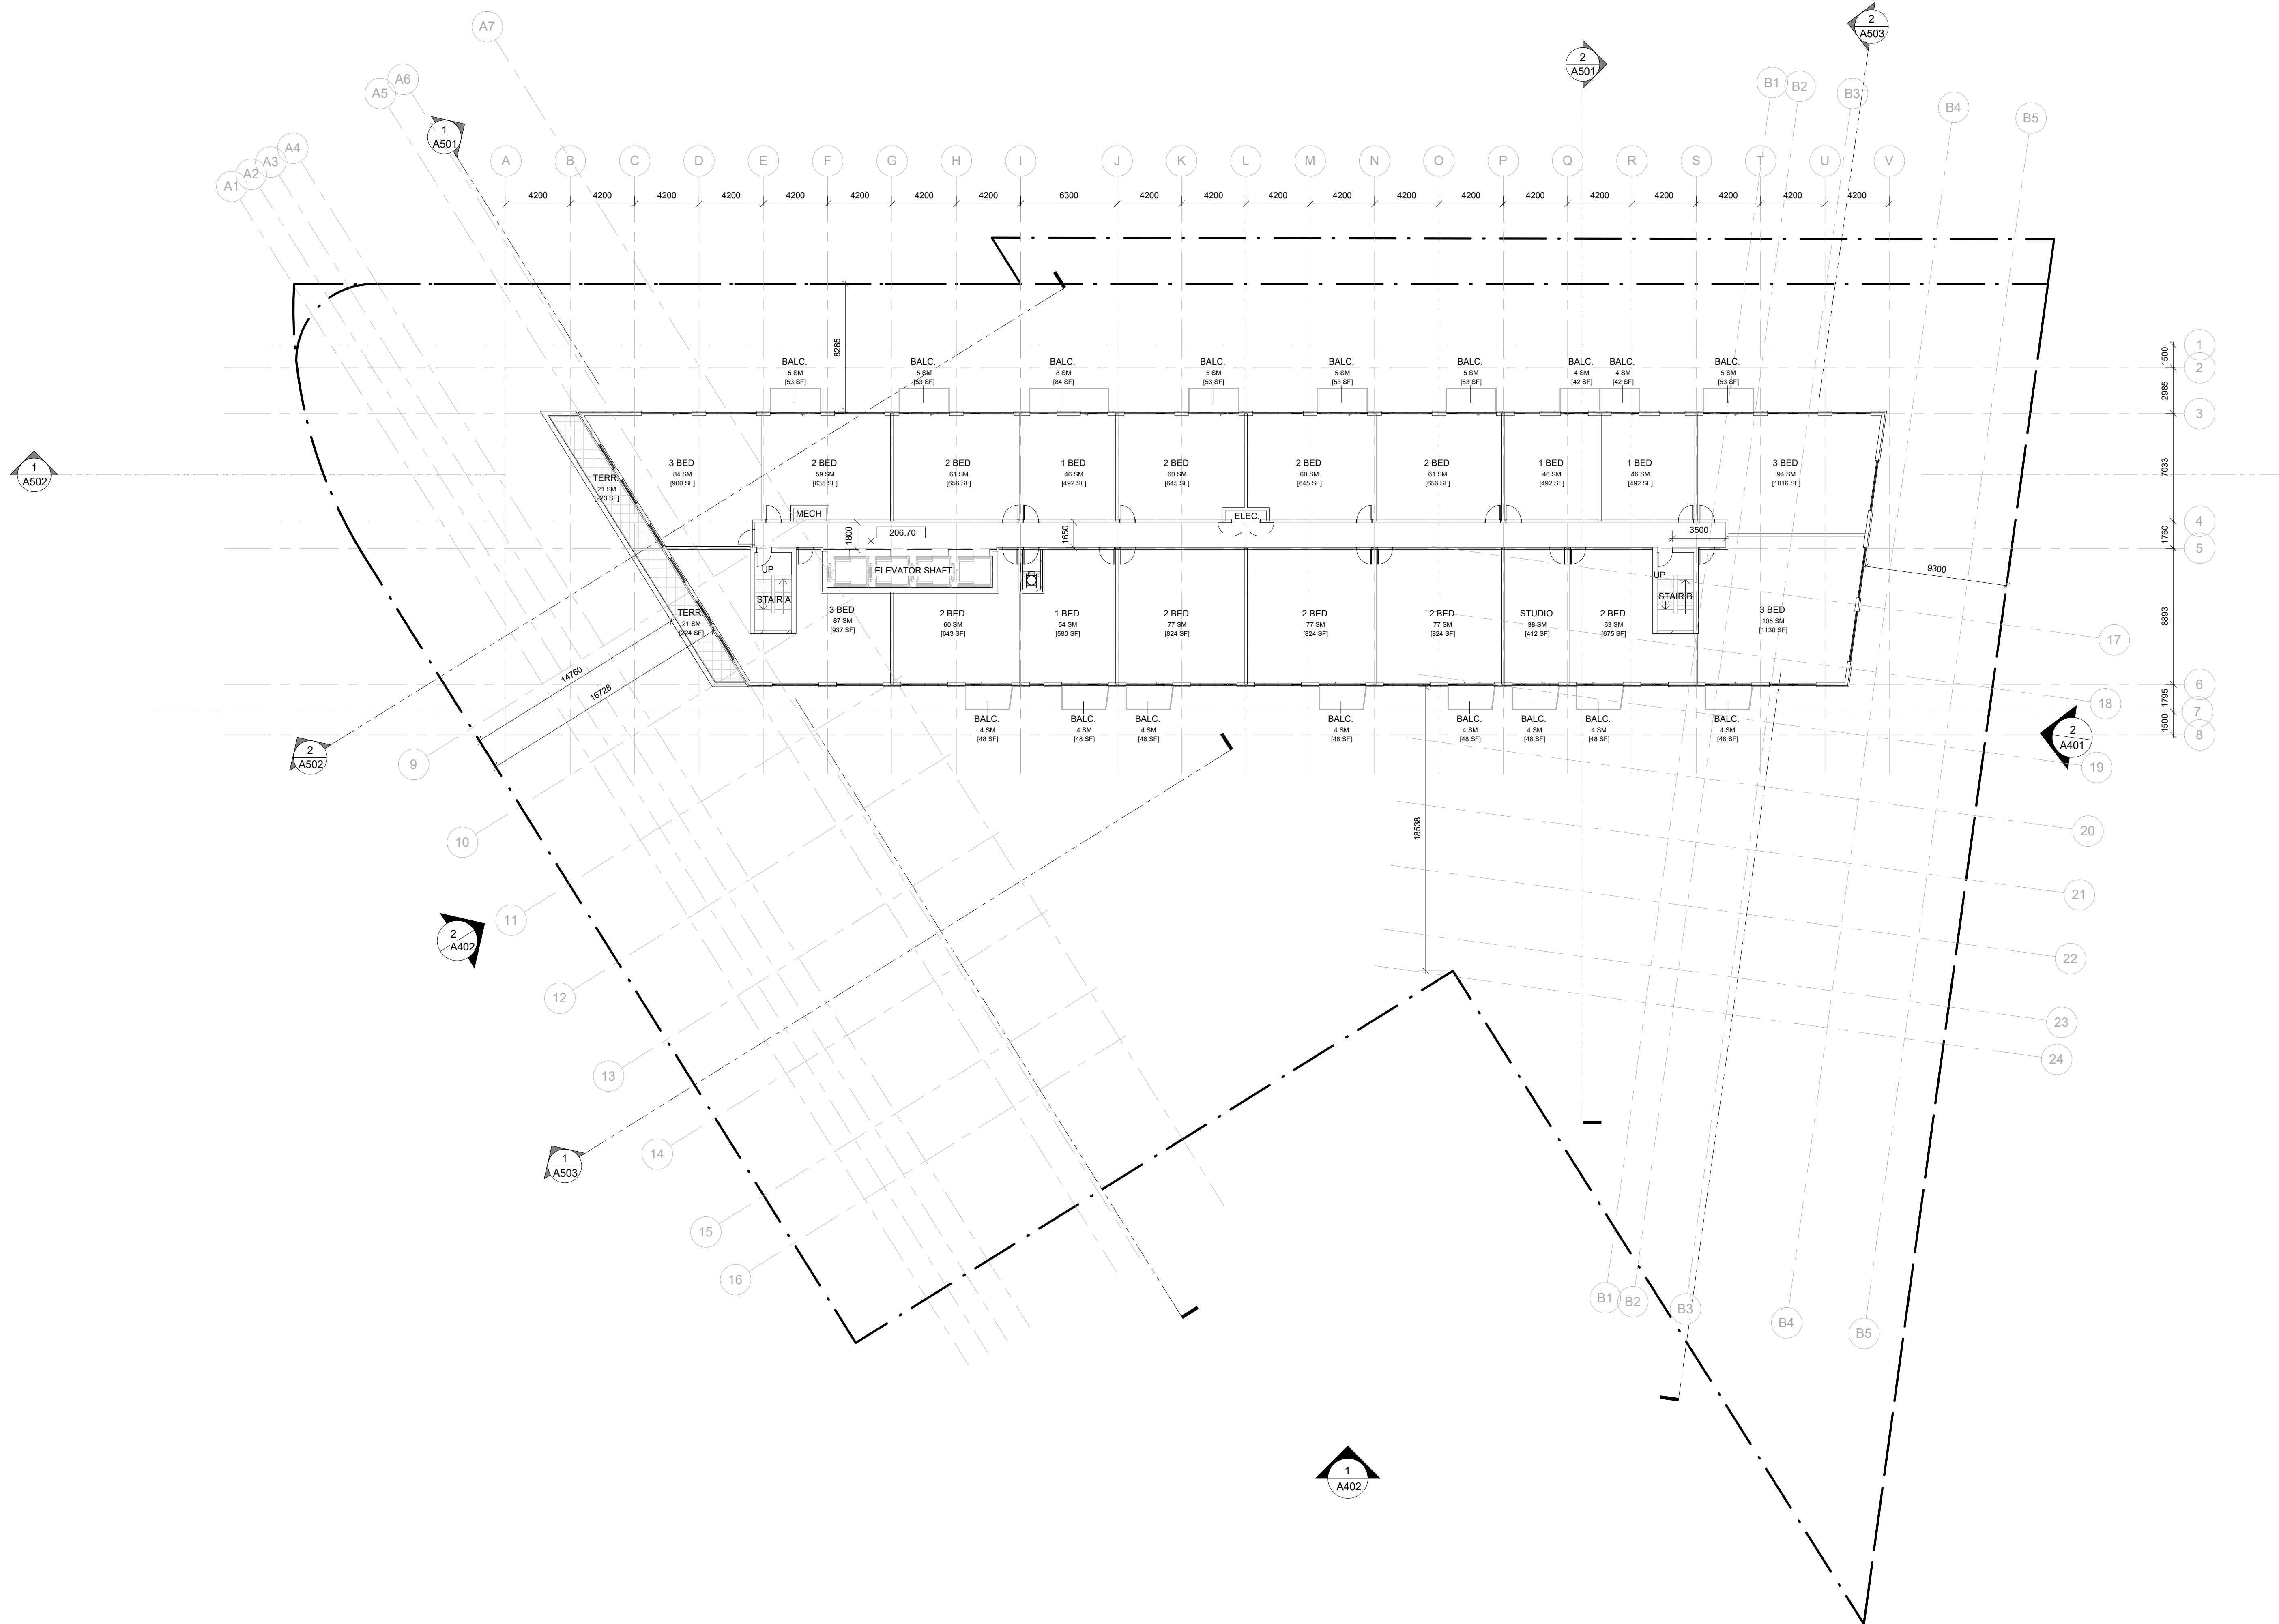 A7
2
A503
2
A501
A6
A5
B1
B2
B3
B4
B5
1
A501
A4
A3
A2
A1
A
B
C
D
E
F
G
H
I
J
K
L
M
N
O
P
Q
R
S
T
U
V
4200
4200
4200
4200
4200
4200
4200
4200
6300
4200
4200
4200
4200
4200
4200
4200
4200
4200
4200
4200
4200
8285
1
1500
2
2985
3
7033
4
1760
5
8893
6
1795
7
1500
8
BALC.
5 SM
[53 SF]
BALC.
5 SM
[53 SF]
BALC.
8 SM
[84 SF]
BALC.
5 SM
[53 SF]
BALC.
5 SM
[53 SF]
BALC.
5 SM
[53 SF]
BALC.
4 SM
[42 SF]
BALC.
4 SM
[42 SF]
BALC.
5 SM
[53 SF]
1
A502
TERR.
21 SM
[223 SF]
3 BED
84 SM
[900 SF]
2 BED
59 SM
[635 SF]
2 BED
61 SM
[656 SF]
1 BED
46 SM
[492 SF]
2 BED
60 SM
[645 SF]
2 BED
60 SM
[645 SF]
2 BED
61 SM
[656 SF]
1 BED
46 SM
[492 SF]
1 BED
46 SM
[492 SF]
3 BED
94 SM
[1016 SF]
MECH
1800
206.70
1650
ELEC.
3500
9300
UP
STAIR A
ELEVATOR SHAFT
UP
STAIR B
TERR.
21 SM
[224 SF]
3 BED
87 SM
[937 SF]
2 BED
60 SM
[643 SF]
1 BED
54 SM
[580 SF]
2 BED
77 SM
[824 SF]
2 BED
77 SM
[824 SF]
2 BED
77 SM
[824 SF]
STUDIO
38 SM
[412 SF]
2 BED
63 SM
[675 SF]
3 BED
105 SM
[1130 SF]
14760
16728
BALC.
4 SM
[48 SF]
BALC.
4 SM
[48 SF]
BALC.
4 SM
[48 SF]
BALC.
4 SM
[48 SF]
BALC.
4 SM
[48 SF]
BALC.
4 SM
[48 SF]
BALC.
4 SM
[48 SF]
BALC.
4 SM
[48 SF]
18538
2
A502
2
A401
9
10
11
12
13
14
15
16
17
18
19
20
21
22
23
24
2
A402
1
A503
B1
B2
B3
B4
B5
1
A402